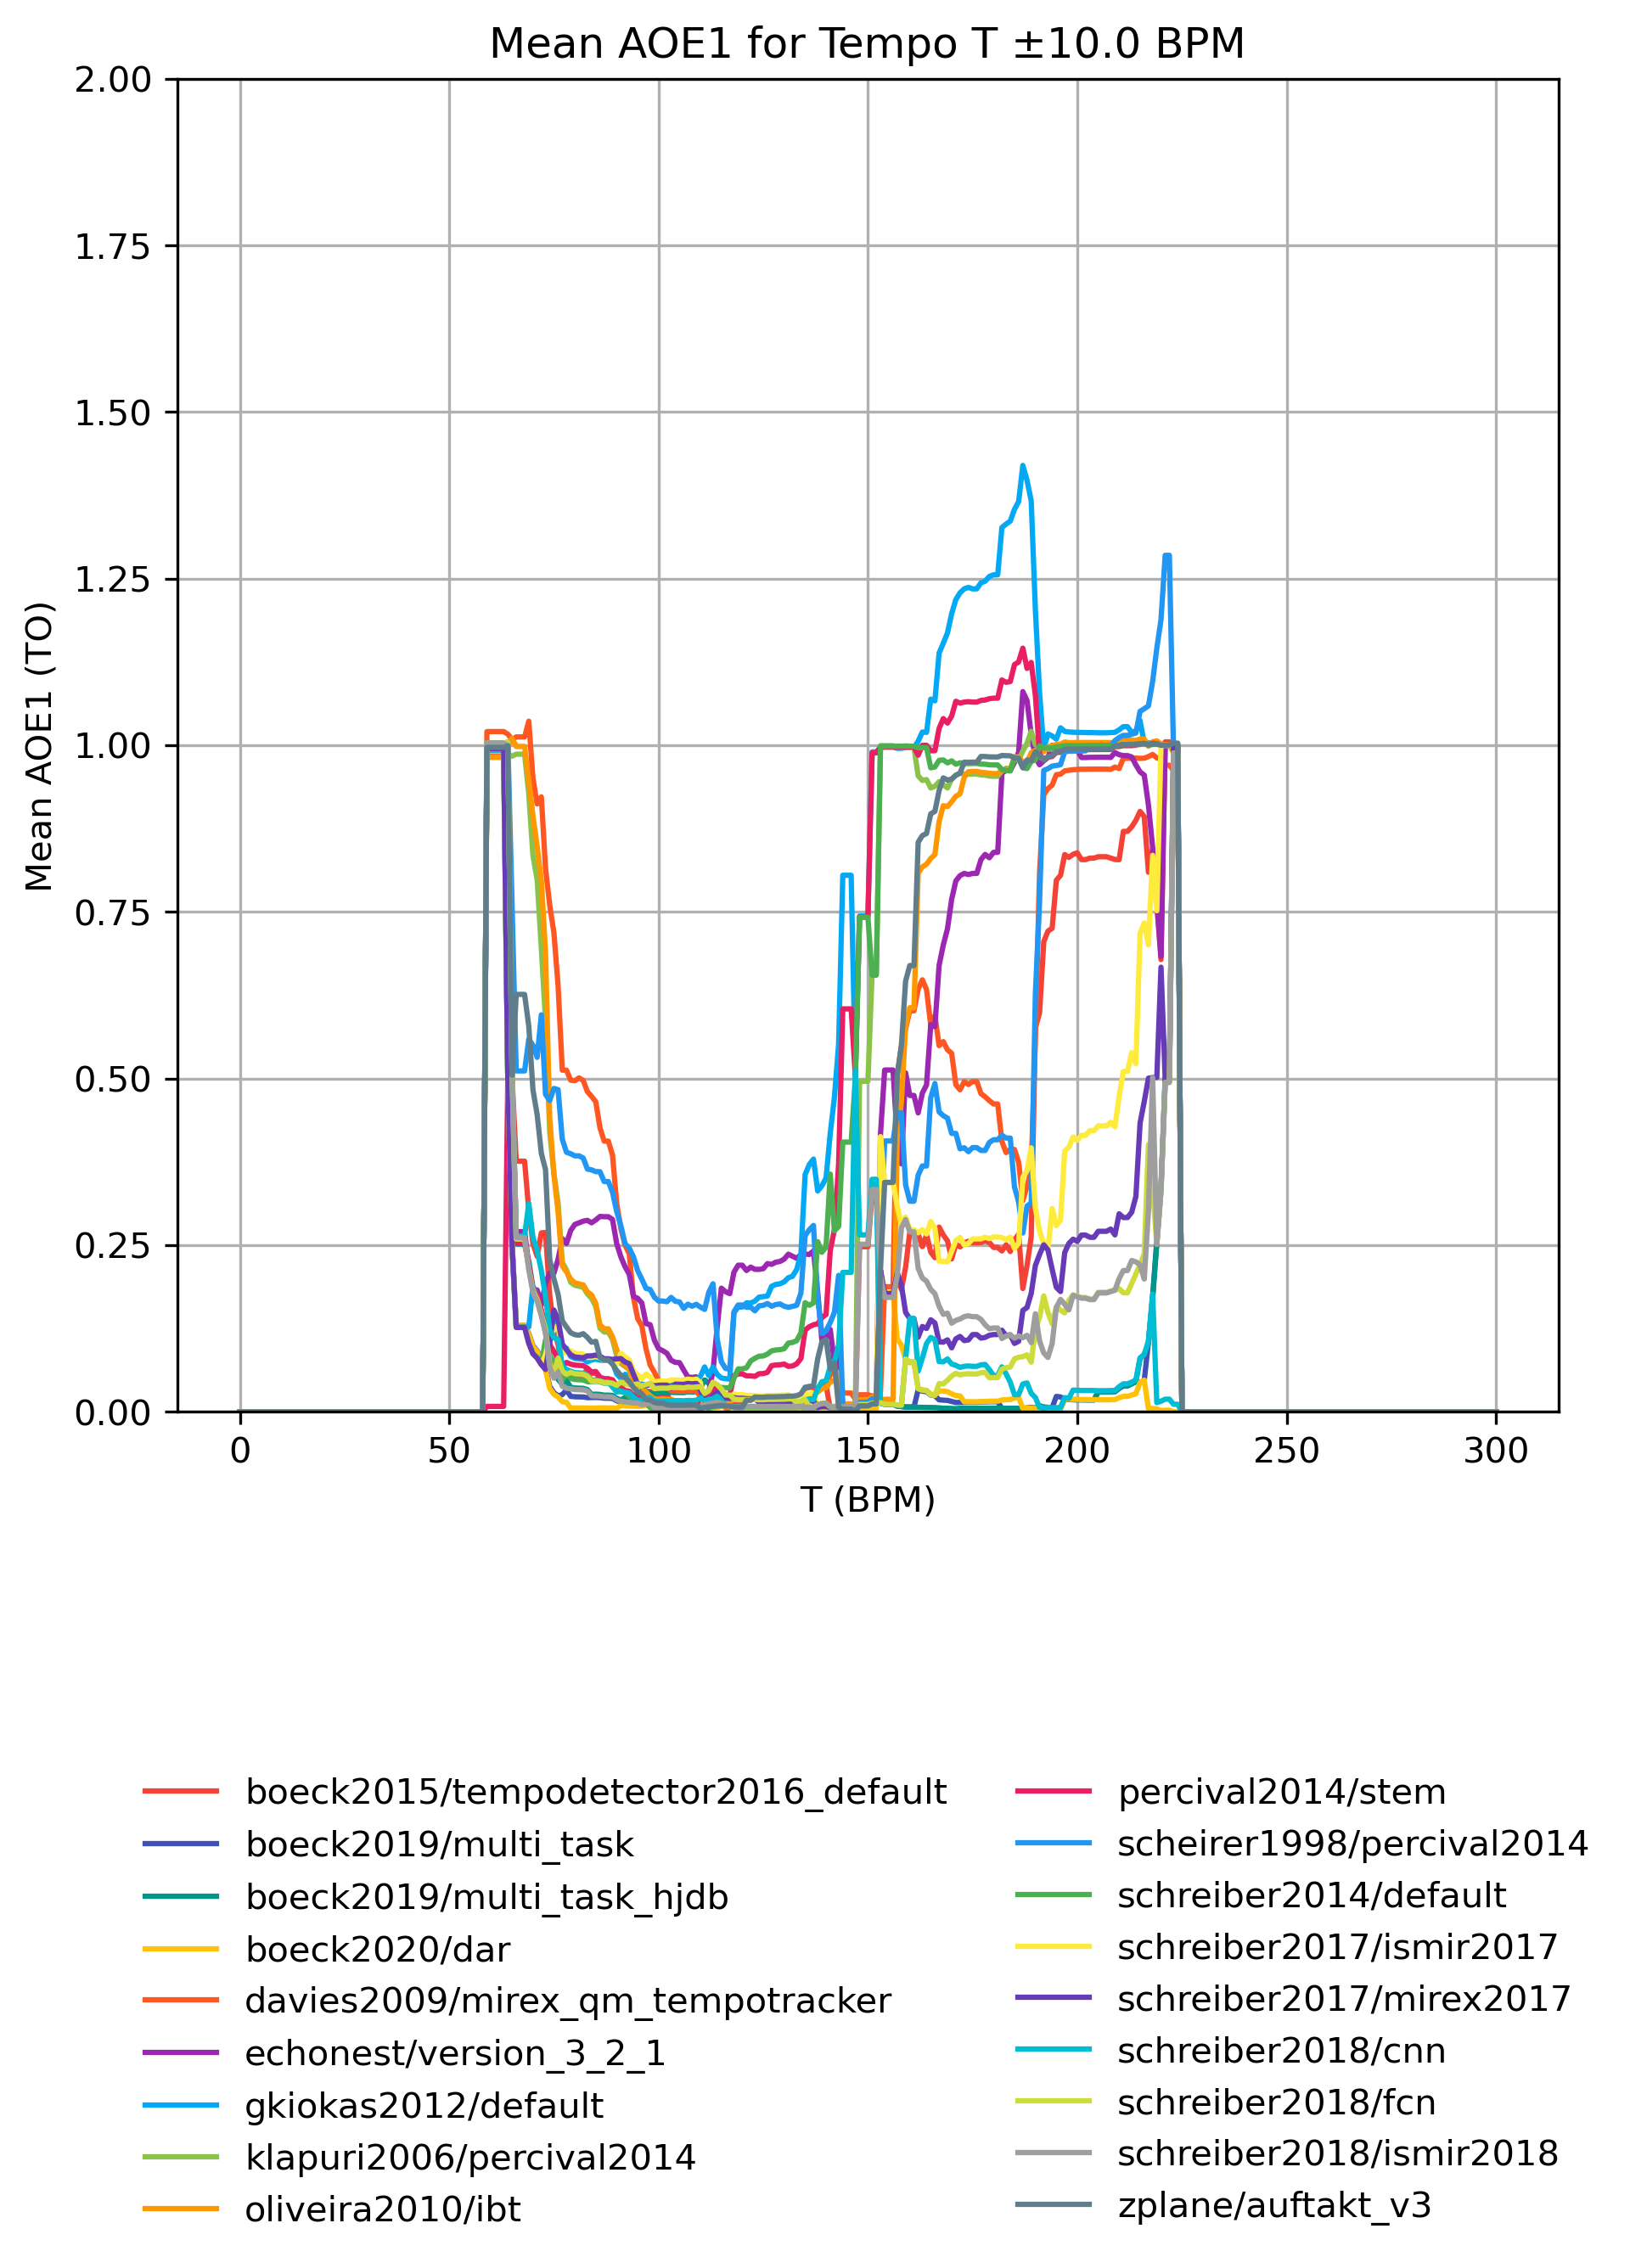 Mean AOE1 for Tempo T ±10.0 BPM
2.00
1.75
1.50
1.25
1.00
0.75
0.50
0.25
0.00
Mean AOE1 (TO)
0 50 100 150 200 250 300
T (BPM)
boeck2015/tempodetector2016_default
boeck2019/multi_task
boeck2019/multi_task_hjdb
boeck2020/dar
davies2009/mirex_qm_tempotracker
echonest/version_3_2_1
gkiokas2012/default
klapuri2006/percival2014
oliveira2010/ibt
percival2014/stem
scheirer1998/percival2014
schreiber2014/default
schreiber2017/ismir2017
schreiber2017/mirex2017
schreiber2018/cnn
schreiber2018/fcn
schreiber2018/ismir2018
zplane/auftakt_v3